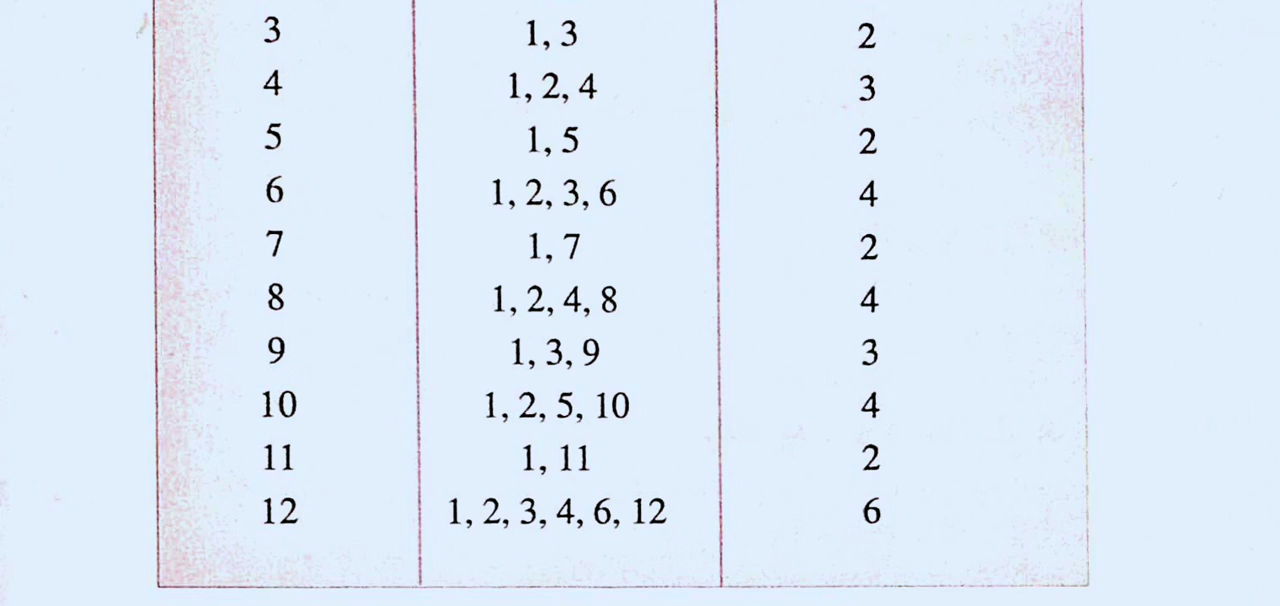 3 1, 3 2
4 1, 2, 4 3
5 1, 5 2
6 1, 2, 3, 6 4
7 1, 7 2
8 1, 2, 4, 8 4
9 1, 3, 9 3
10 1, 2, 5, 10 4
11 1, 11 2
12 1, 2, 3, 4, 6, 12 6